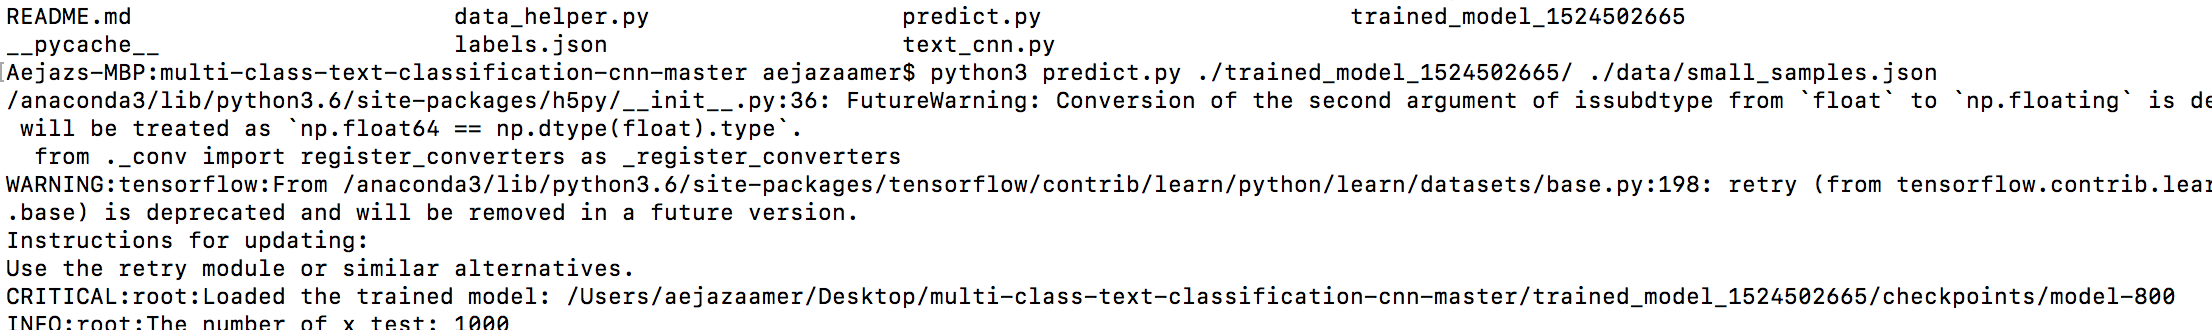 README.md data_helper.py predict.py trained_model_1524502665
__pycache__ labels.json text_cnn.py
[Aejazs-MBP:multi-class-text-classification-cnn-master aejazaamer$ python3 predict.py ./trained_model_1524502665/ ./data/small_samples.json
/anaconda3/lib/python3.6/site-packages/h5py/__init__.py:36: FutureWarning: Conversion of the second argument of issubdtype from `float` to `np.floating` is de
will be treated as `np.float64 == np.dtype(float).type`.
from ._conv import register_converters as _register_converters
WARNING:tensorflow:From /anaconda3/lib/python3.6/site-packages/tensorflow/contrib/learn/python/learn/datasets/base.py:198: retry (from tensorflow.contrib.lear
.base) is deprecated and will be removed in a future version.
Instructions for updating:
Use the retry module or similar alternatives.
CRITICAL:root:Loaded the trained model: /Users/aejazaamer/Desktop/multi-class-text-classification-cnn-master/trained_model_1524502665/checkpoints/model-800
INFO:root:The number of x_test: 1000